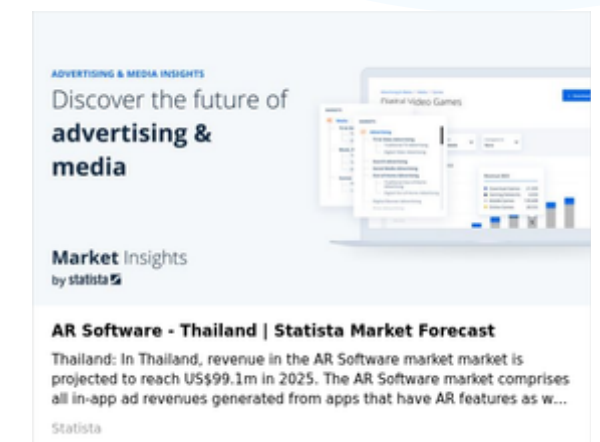 ADVERTISING & MEDIA INSIGHTS
Discover the future of
advertising &
media
Digital Video Games
Market Insights
by statista
AR Software - Thailand | Statista Market Forecast
Thailand: In Thailand, revenue in the AR Software market market is
projected to reach US$99.1m in 2025. The AR Software market comprises
all in-app ad revenues generated from apps that have AR features as w...
Statista